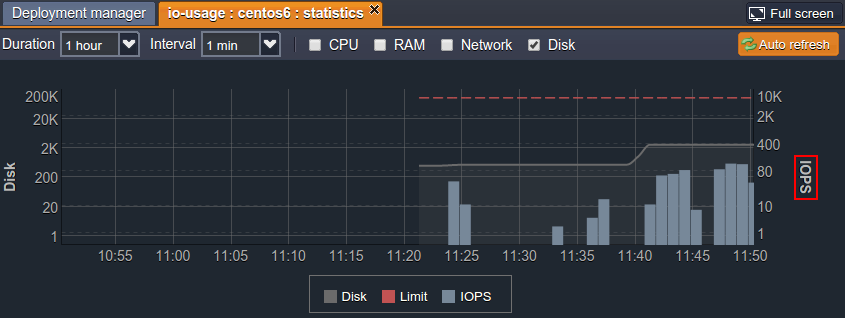 Deployment manager
io-usage : centos6 : statistics
Full screen
Duration 1 hour Interval 1 min CPU RAM Network Disk Auto refresh
200K 10K
20K 2K
2K 400
200 80
20 10
1 1
Disk
IOPS
10:55 11:00 11:05 11:10 11:15 11:20 11:25 11:30 11:35 11:40 11:45 11:50
Disk Limit IOPS